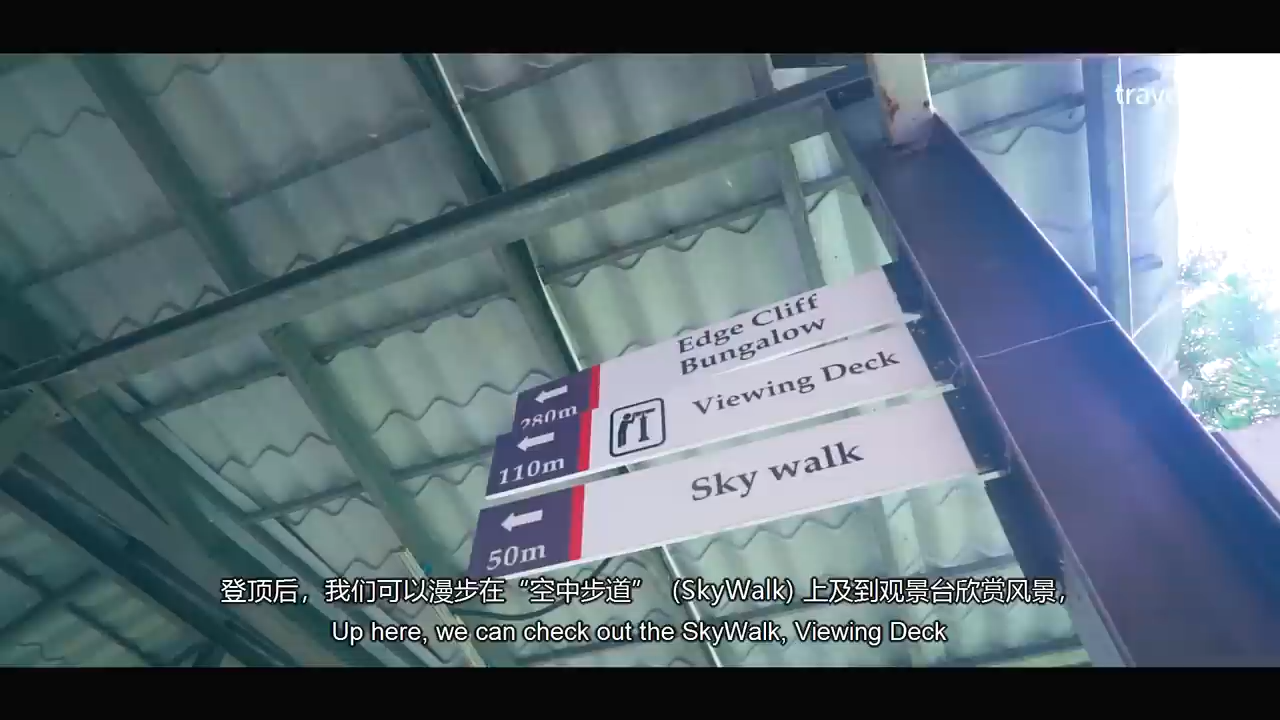 Edge Cliff
Bungalow
280m
Viewing Deck
110m
Sky walk
50m
登顶后，我们可以漫步在“空中步道” (SkyWalk) 上及到观景台欣赏风景，
Up here, we can check out the SkyWalk, Viewing Deck